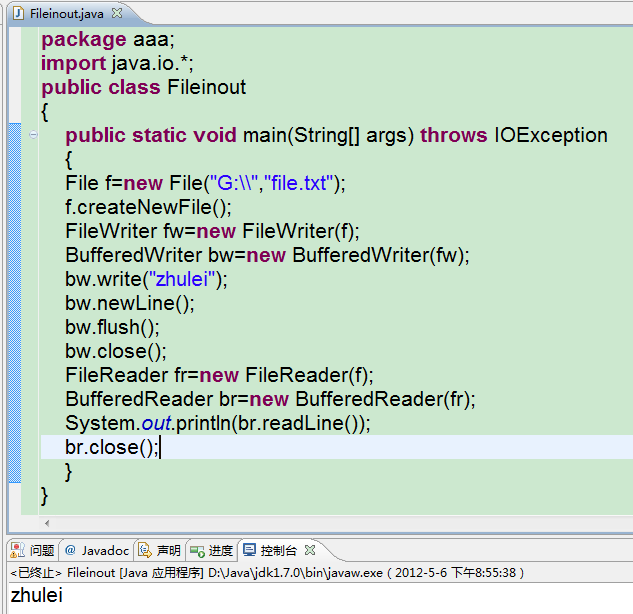 Fileinout.java
package aaa;
import java.io.*;
public class Fileinout
{
public static void main(String[] args) throws IOException
{
File f=new File("G:\\","file.txt");
f.createNewFile();
FileWriter fw=new FileWriter(f);
BufferedWriter bw=new BufferedWriter(fw);
bw.write("zhulei");
bw.newLine();
bw.flush();
bw.close();
FileReader fr=new FileReader(f);
BufferedReader br=new BufferedReader(fr);
System.out.println(br.readLine());
br.close();
}
}
问题 @ Javadoc 声明 进度 控制台
<已终止> Fileinout [Java 应用程序] D:\Java\jdk1.7.0\bin\javaw.exe ( 2012-5-6 下午8:55:38 )
zhulei